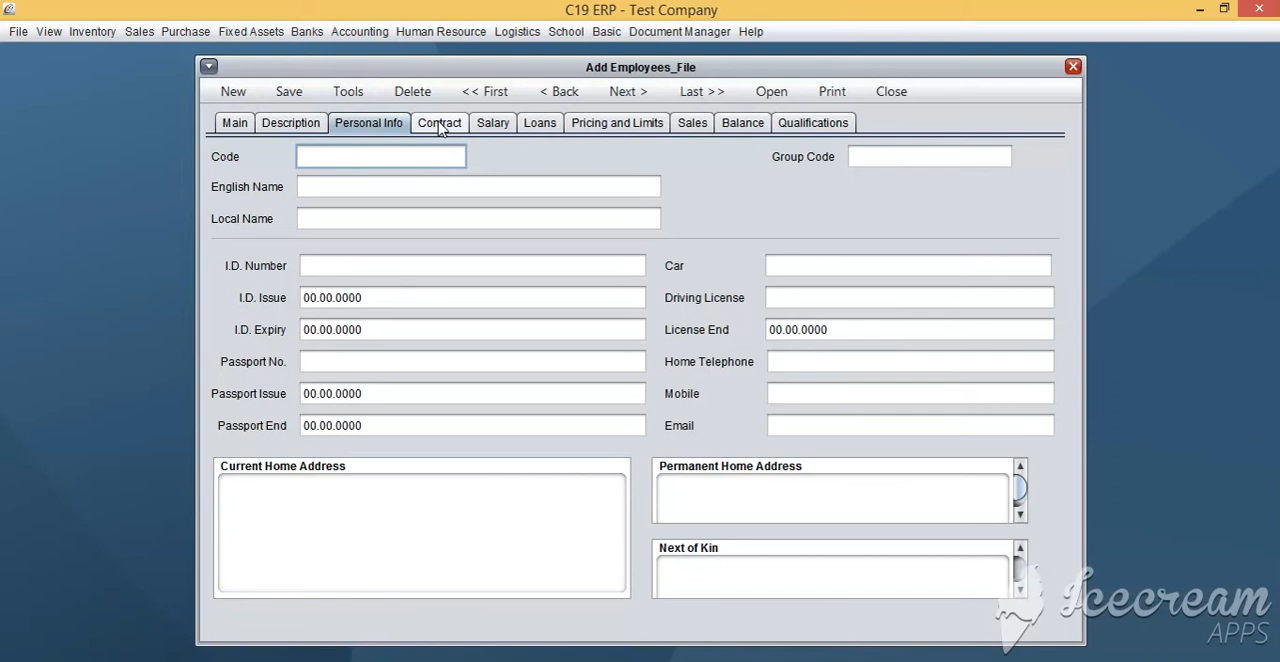 C19 ERP - Test Company
File View Inventory Sales Purchase Fixed Assets Banks Accounting Human Resource Logistics School Basic Document Manager Help
Add Employees_File
New Save Tools Delete << First < Back Next > Last >> Open Print Close
Main Description Personal Info Contract Salary Loans Pricing and Limits Sales Balance Qualifications
Code Group Code
English Name
Local Name
I.D. Number Car
I.D. Issue 00.00.0000 Driving License
I.D. Expiry 00.00.0000 License End 00.00.0000
Passport No. Home Telephone
Passport Issue 00.00.0000 Mobile
Passport End 00.00.0000 Email
Current Home Address Permanent Home Address
Next of Kin
Icecream
APPS